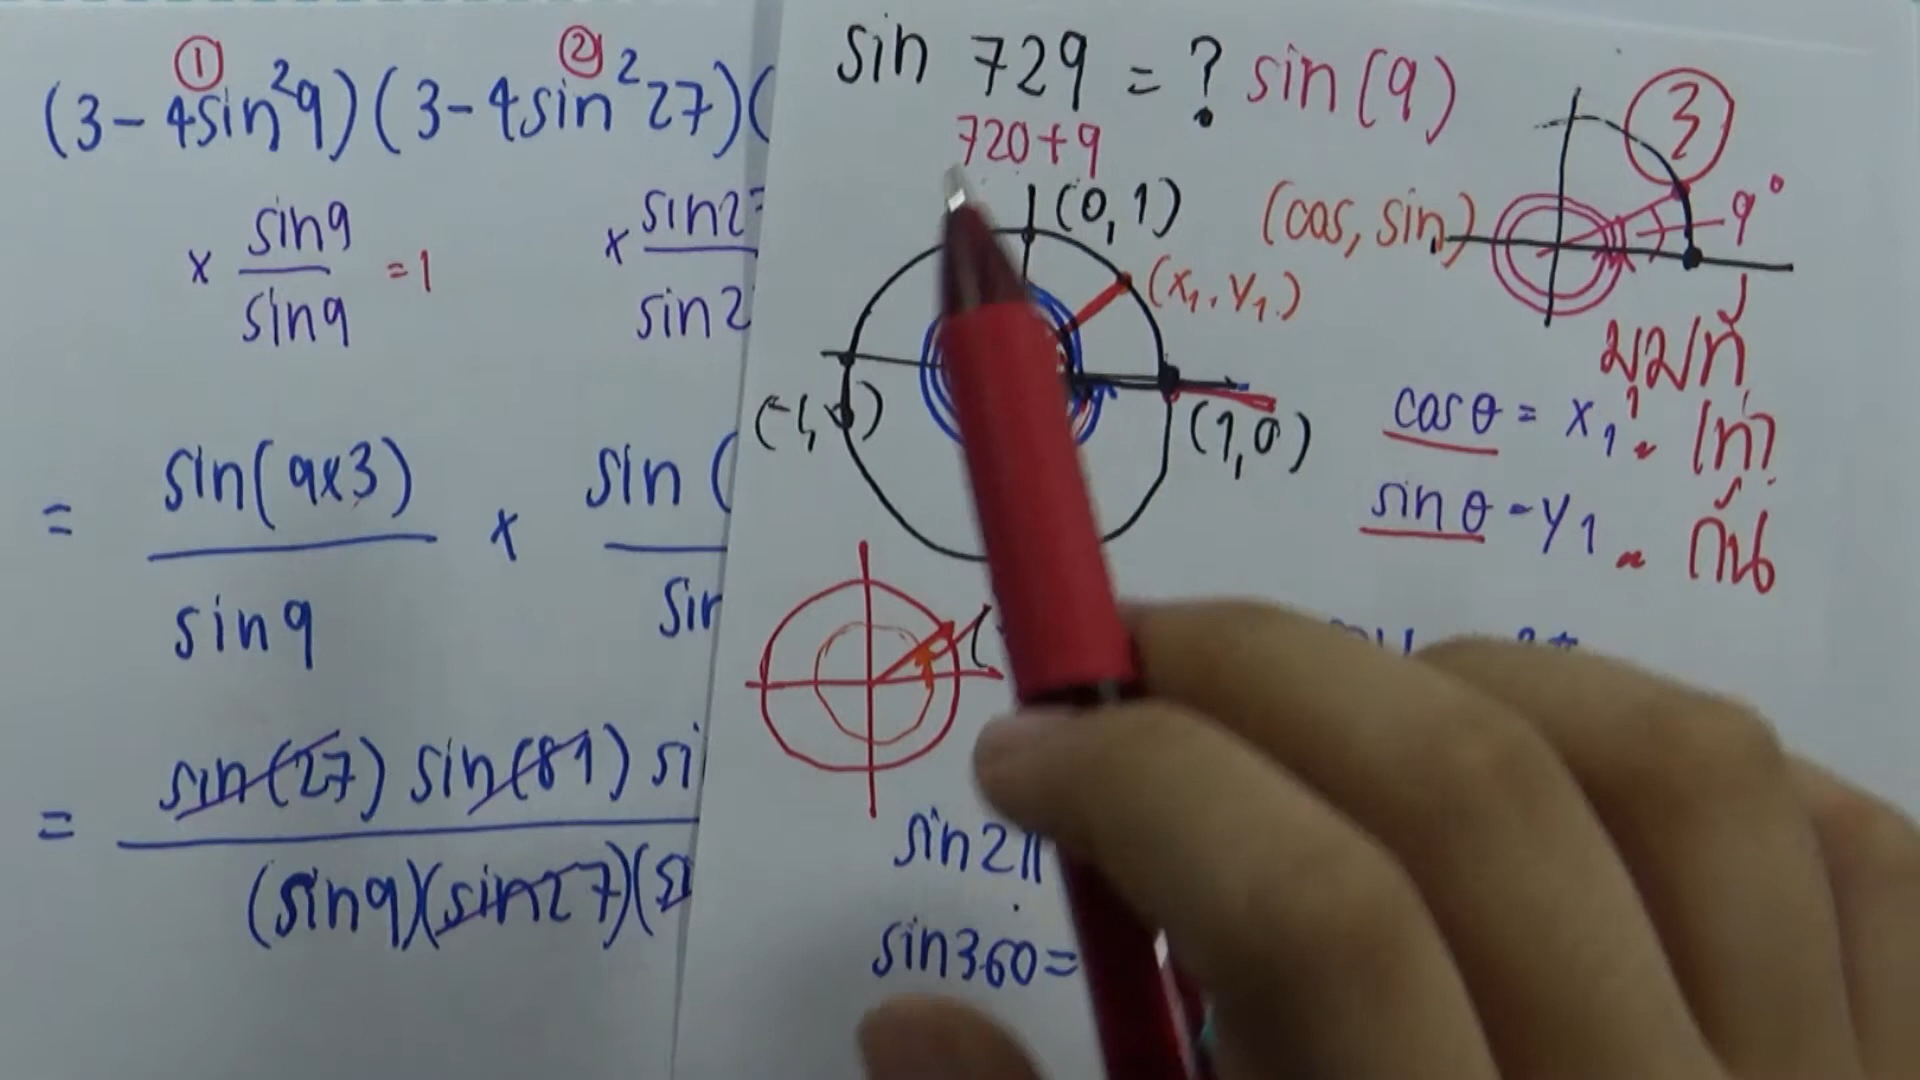 ① ②
(3-4sin²9)(3-4sin²27)(
× sin9 / sin9 = 1 × sin2 / sin2
= sin(9×3) / sin9 × sin( / sin
= sin(27) sin(81) si
(sin9)(sin27)(
sin 729 = ? sin(9)
720+9
3
(0,1)
(cos, sin)
9°
(x₁, y₁)
มุมที่
(-1,0)
(1,0)
cosθ = x₁
เท่า
sinθ = y₁
กัน
sin2π
sin360=